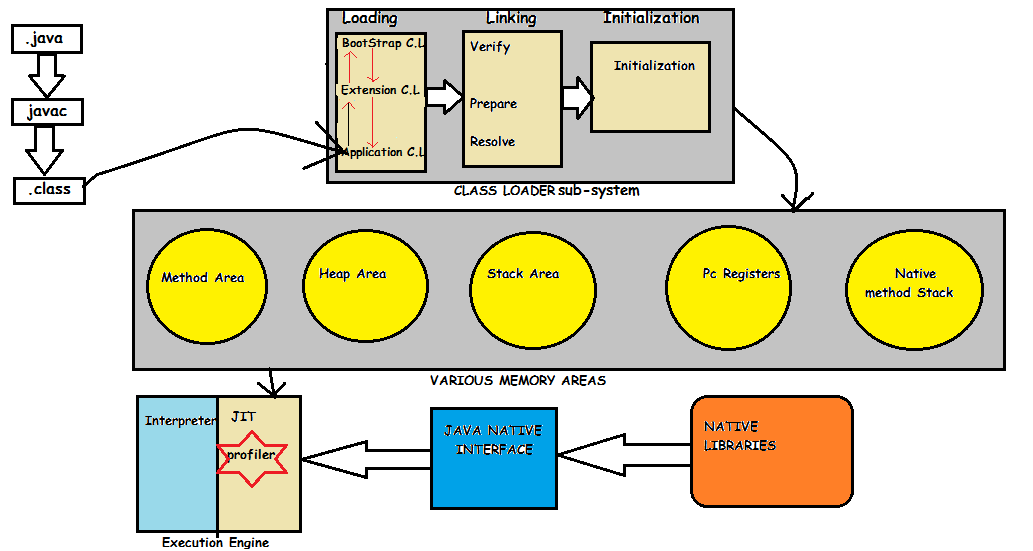 .java
javac
.class
Loading
BootStrap C.L
Extension C.L.
Application C.L
Linking
Verify
Prepare
Resolve
Initialization
Initialization
CLASS LOADER sub-system
Method Area
Heap Area
Stack Area
Pc Registers
Native
method Stack
VARIOUS MEMORY AREAS
Interpreter
JIT
profiler
Execution Engine
JAVA NATIVE
INTERFACE
NATIVE
LIBRARIES